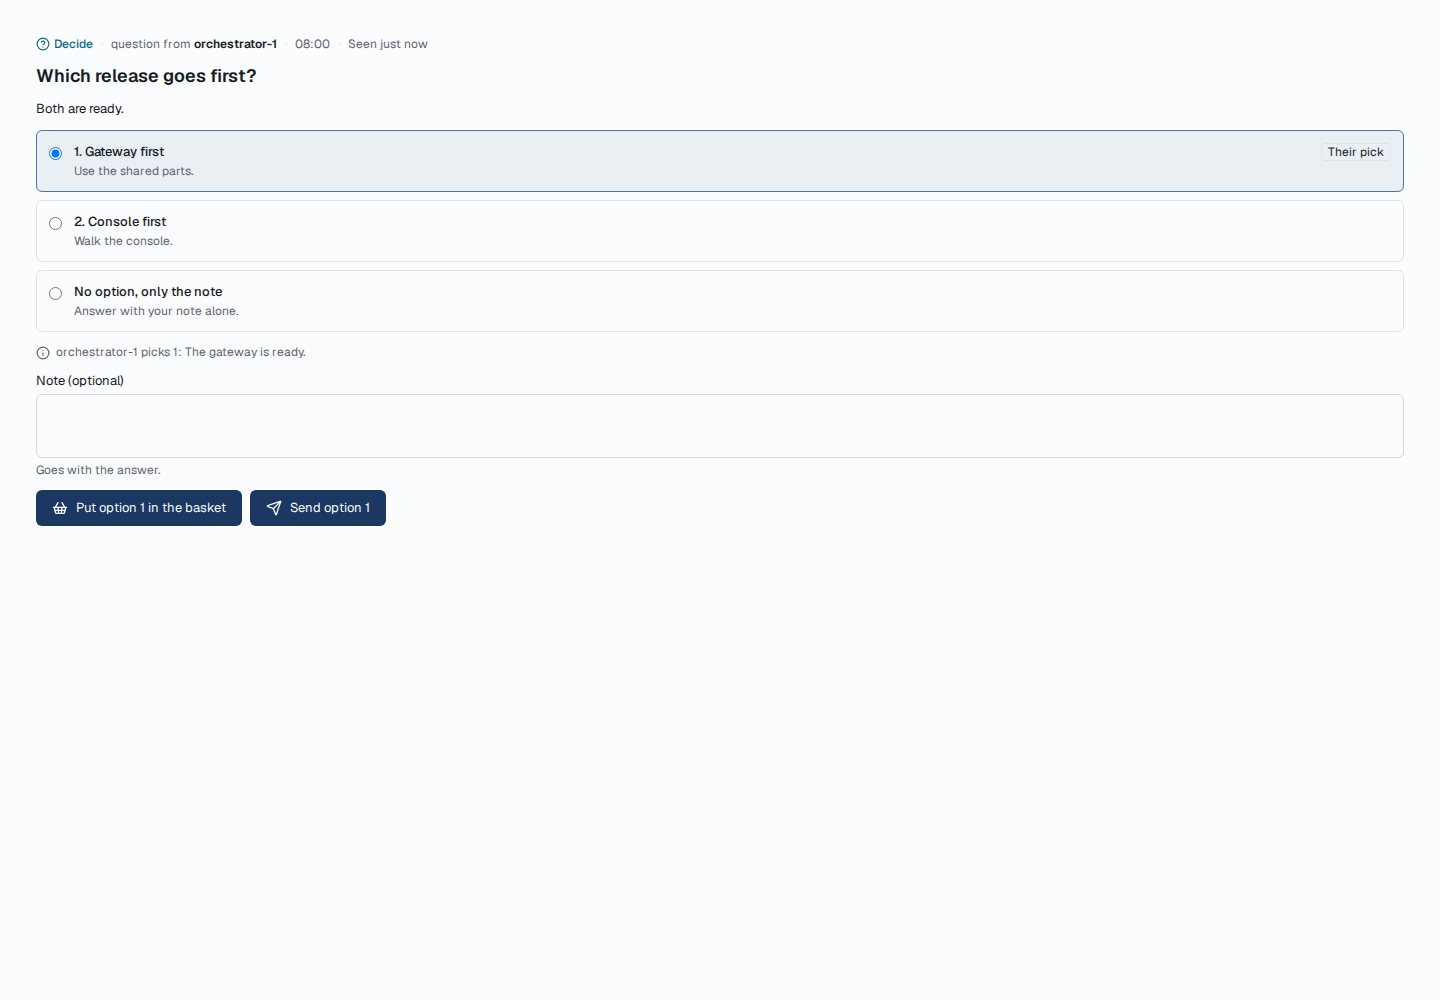 Decide · question from orchestrator-1 · 08:00 · Seen just now
Which release goes first?
Both are ready.
1. Gateway first
Their pick
Use the shared parts.
2. Console first
Walk the console.
No option, only the note
Answer with your note alone.
orchestrator-1 picks 1: The gateway is ready.
Note (optional)
Goes with the answer.
Put option 1 in the basket
Send option 1